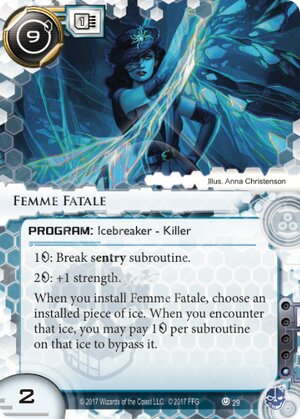 9
1
Illus. Anna Christenson
Femme Fatale
PROGRAM: Icebreaker - Killer
1: Break sentry subroutine.
2: +1 strength.
When you install Femme Fatale, choose an
installed piece of ice. When you encounter
that ice, you may pay 1 per subroutine
on that ice to bypass it.
2
© 2017 Wizards of the Coast LLC. © 2017 FFG
29